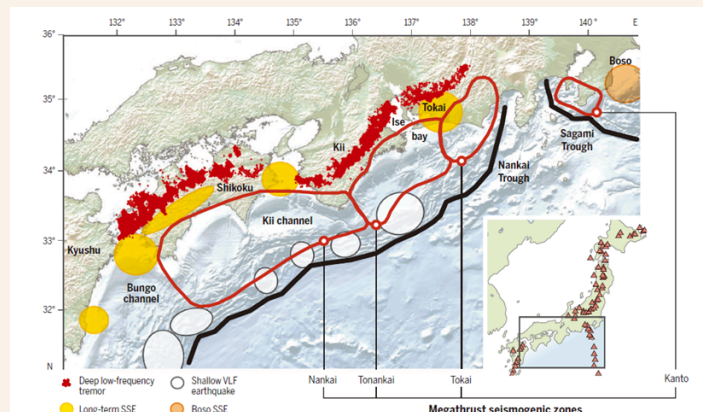 132° 133° 134° 135° 136° 137° 138° 139° 140° E
36°
Boso
35°
Tokai
Ise
bay
Kii
Sagami
Trough
34°
Nankai
Trough
Shikoku
Kii channel
33°
Kyushu
Bungo
channel
32°
N
Deep low-frequency
tremor
Shallow VLF
earthquake
Nankai Tonankai Tokai Kanto
Long-term SSE
Boso SSE
Megathrust seismogenic zones